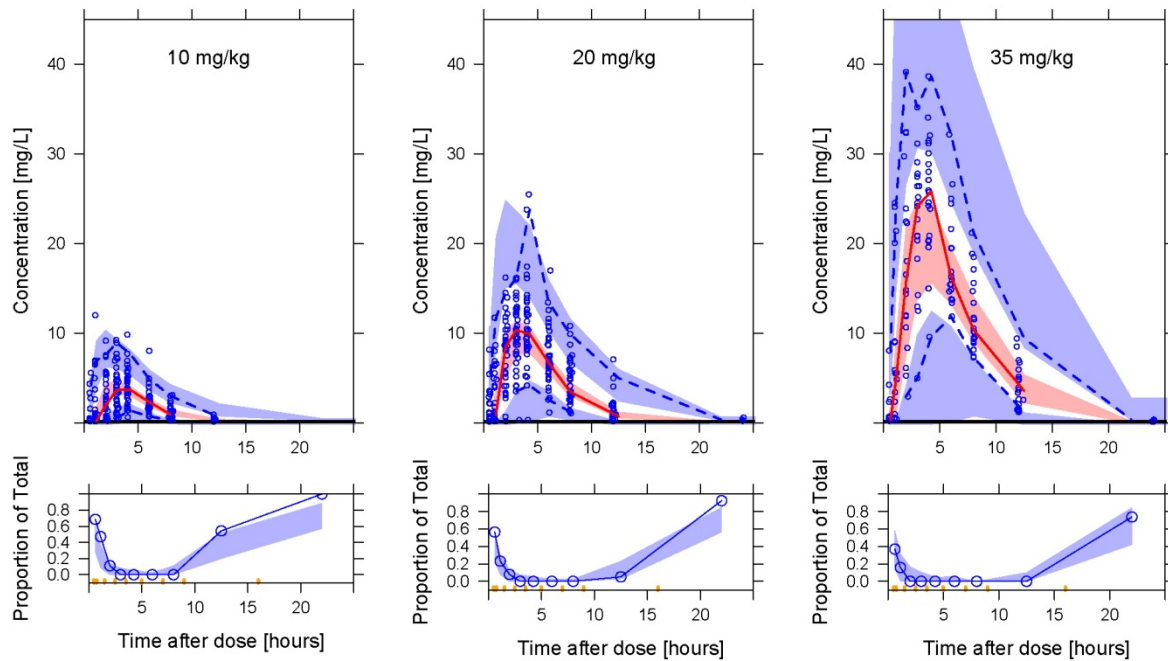 10 mg/kg
Concentration [mg/L]
40
30
20
10
5 10 15 20
Proportion of Total
0.8
0.6
0.4
0.2
0.0
5 10 15 20
Time after dose [hours]
20 mg/kg
Concentration [mg/L]
40
30
20
10
5 10 15 20
Proportion of Total
0.8
0.6
0.4
0.2
0.0
5 10 15 20
Time after dose [hours]
35 mg/kg
Concentration [mg/L]
40
30
20
10
5 10 15 20
Proportion of Total
0.8
0.6
0.4
0.2
0.0
5 10 15 20
Time after dose [hours]